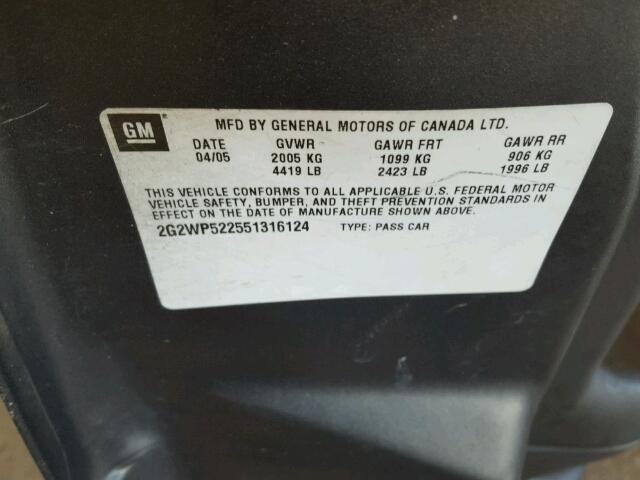 GM
MFD BY GENERAL MOTORS OF CANADA LTD.
DATE GVWR GAWR FRT GAWR RR
04/05 2005 KG 1099 KG 906 KG
4419 LB 2423 LB 1996 LB
THIS VEHICLE CONFORMS TO ALL APPLICABLE U.S. FEDERAL MOTOR
VEHICLE SAFETY, BUMPER, AND THEFT PREVENTION STANDARDS IN
EFFECT ON THE DATE OF MANUFACTURE SHOWN ABOVE.
2G2WP522551316124 TYPE: PASS CAR